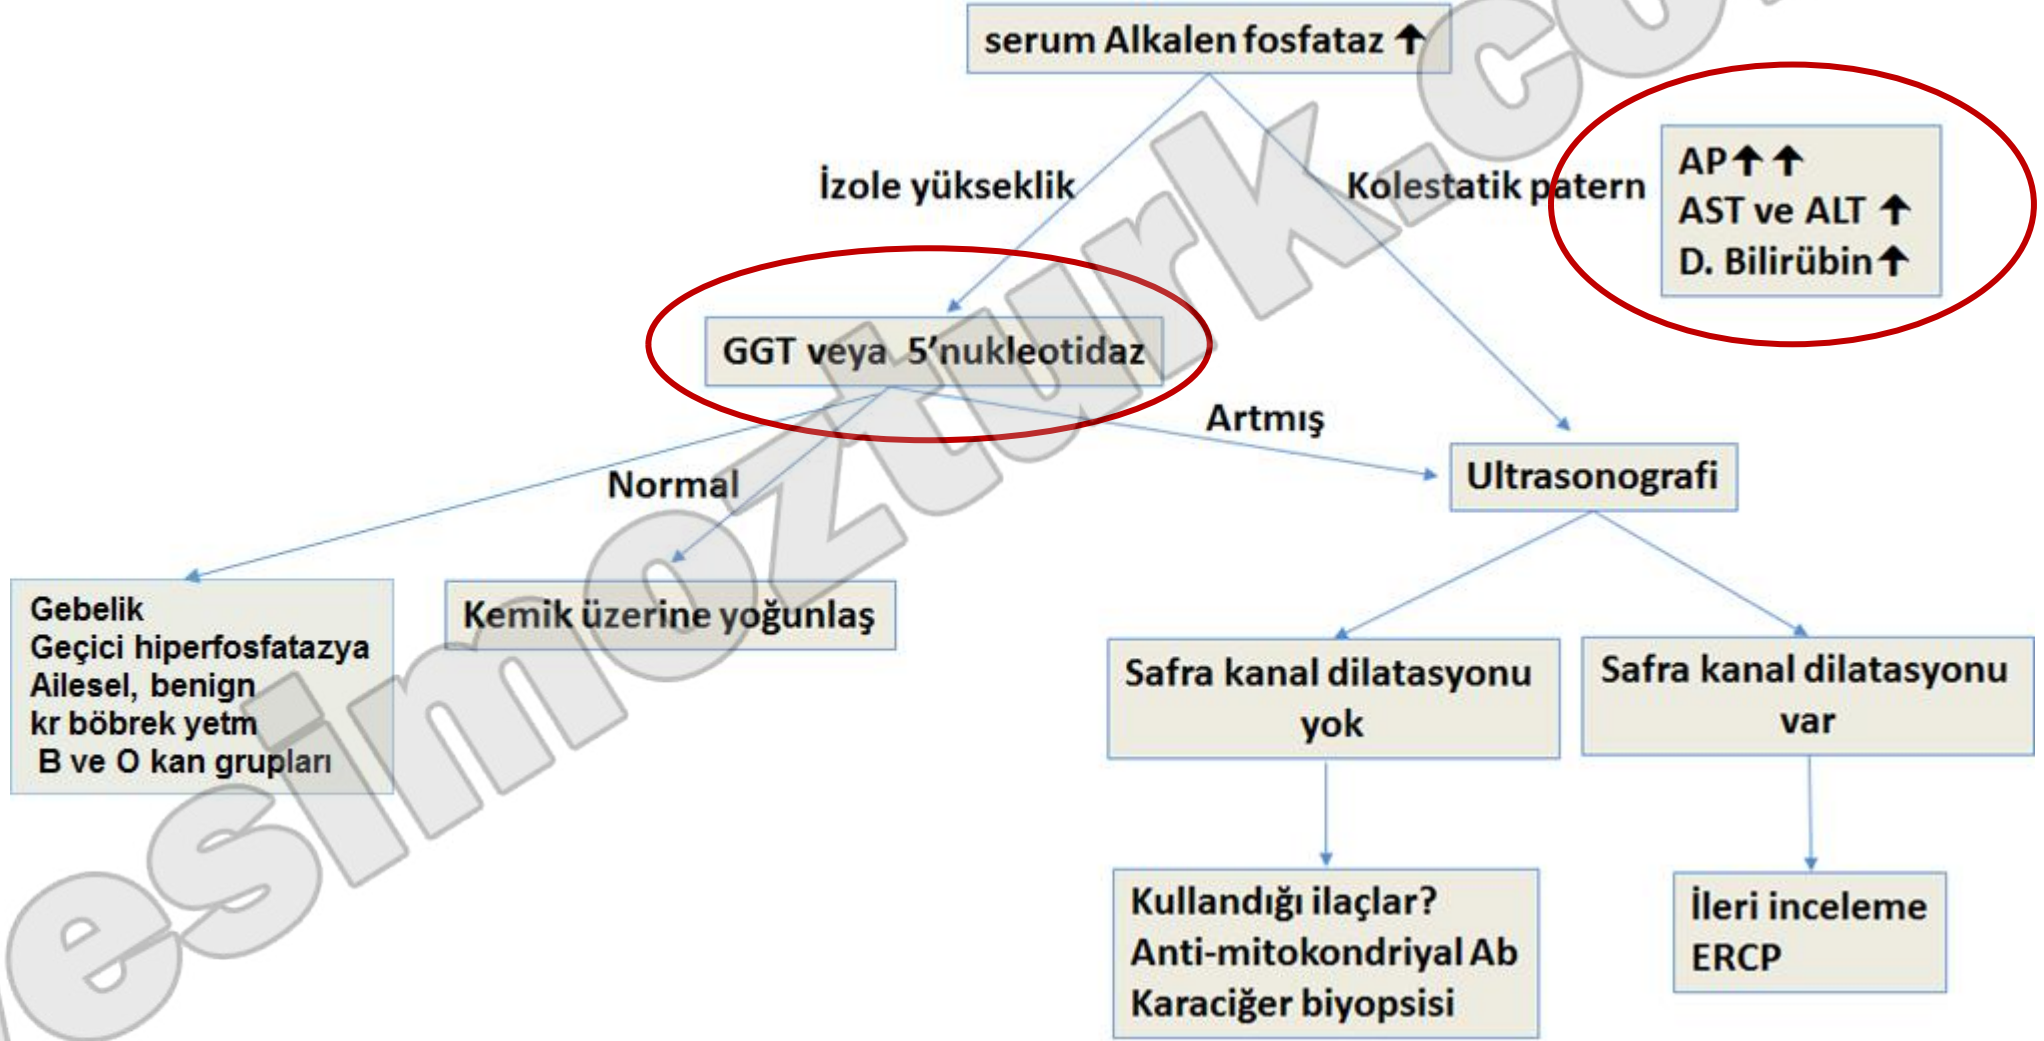 serum Alkalen fosfataz ↑
İzole yükseklik
Kolestatik patern
AP↑ ↑
AST ve ALT ↑
D. Bilirübin↑
GGT veya 5'nukleotidaz
Artmış
Normal
Ultrasonografi
Gebelik
Geçici hiperfosfatazya
Ailesel, benign
kr böbrek yetm
B ve O kan grupları
Kemik üzerine yoğunlaş
Safra kanal dilatasyonu
yok
Safra kanal dilatasyonu
var
Kullandığı ilaçlar?
Anti-mitokondriyal Ab
Karaciğer biyopsisi
İleri inceleme
ERCP
esimozturk.co